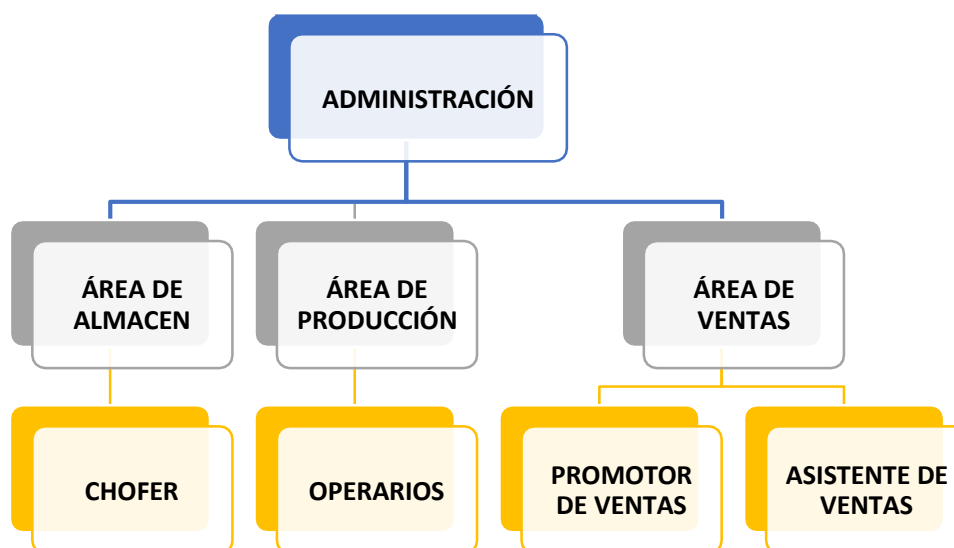 ADMINISTRACIÓN
ÁREA DE
ALMACEN
ÁREA DE
PRODUCCIÓN
ÁREA DE
VENTAS
CHOFER
OPERARIOS
PROMOTOR
DE VENTAS
ASISTENTE DE
VENTAS